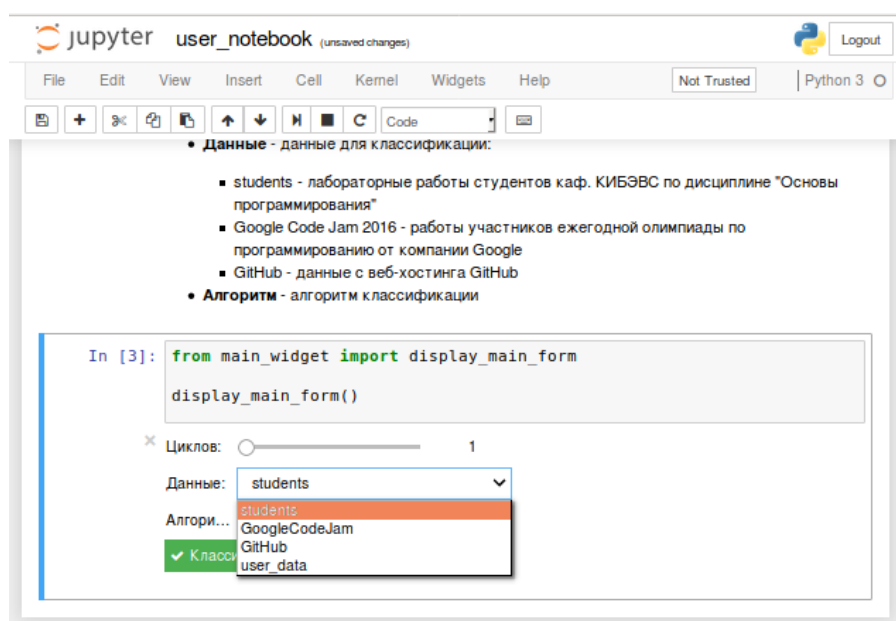 jupyter user_notebook (unsaved changes) Logout
File Edit View Insert Cell Kernel Widgets Help Not Trusted Python 3
Code
• Данные - данные для классификации:
▪ students - лабораторные работы студентов каф. КИБЭВС по дисциплине "Основы
программирования"
▪ Google Code Jam 2016 - работы участников ежегодной олимпиады по
программированию от компании Google
▪ GitHub - данные с веб-хостинга GitHub
• Алгоритм - алгоритм классификации
In [3]: from main_widget import display_main_form
display_main_form()
Циклов: 1
Данные: students
students
Алгори...
GoogleCodeJam
GitHub
✔ Класси
user_data